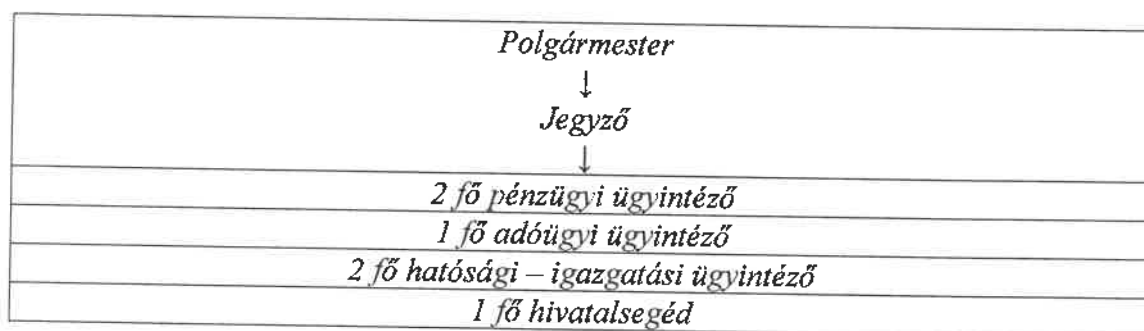 Polgármester
↓
Jegyző
↓
2 fő pénzügyi ügyintéző
1 fő adóügyi ügyintéző
2 fő hatósági – igazgatási ügyintéző
1 fő hivatalsegéd